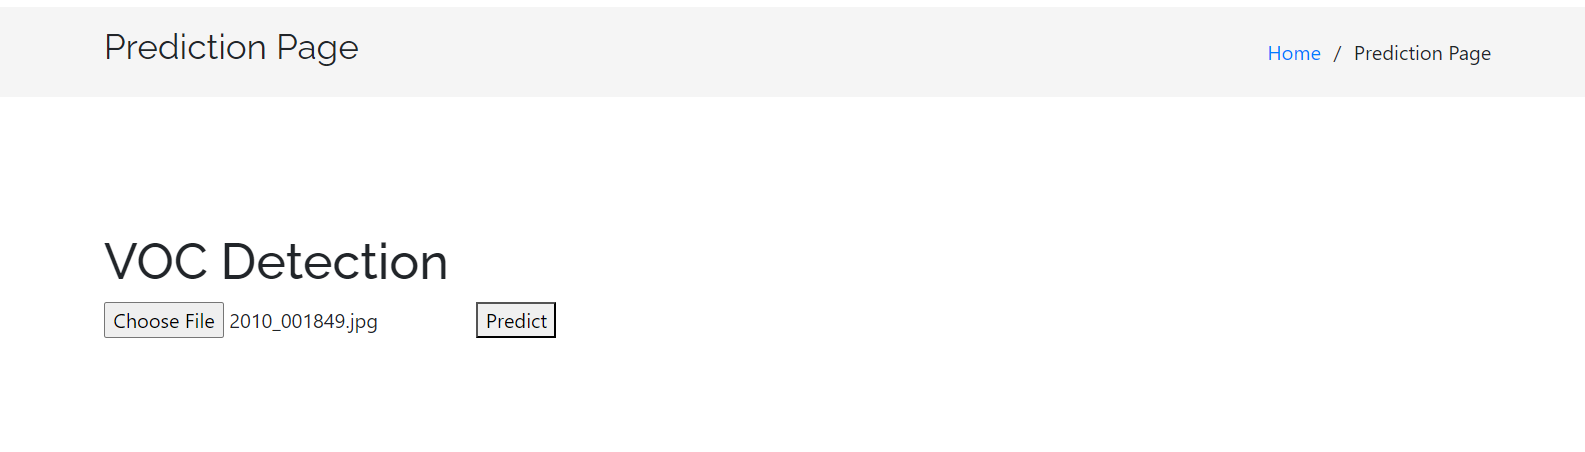 Prediction Page
Home / Prediction Page
VOC Detection
Choose File 2010_001849.jpg Predict